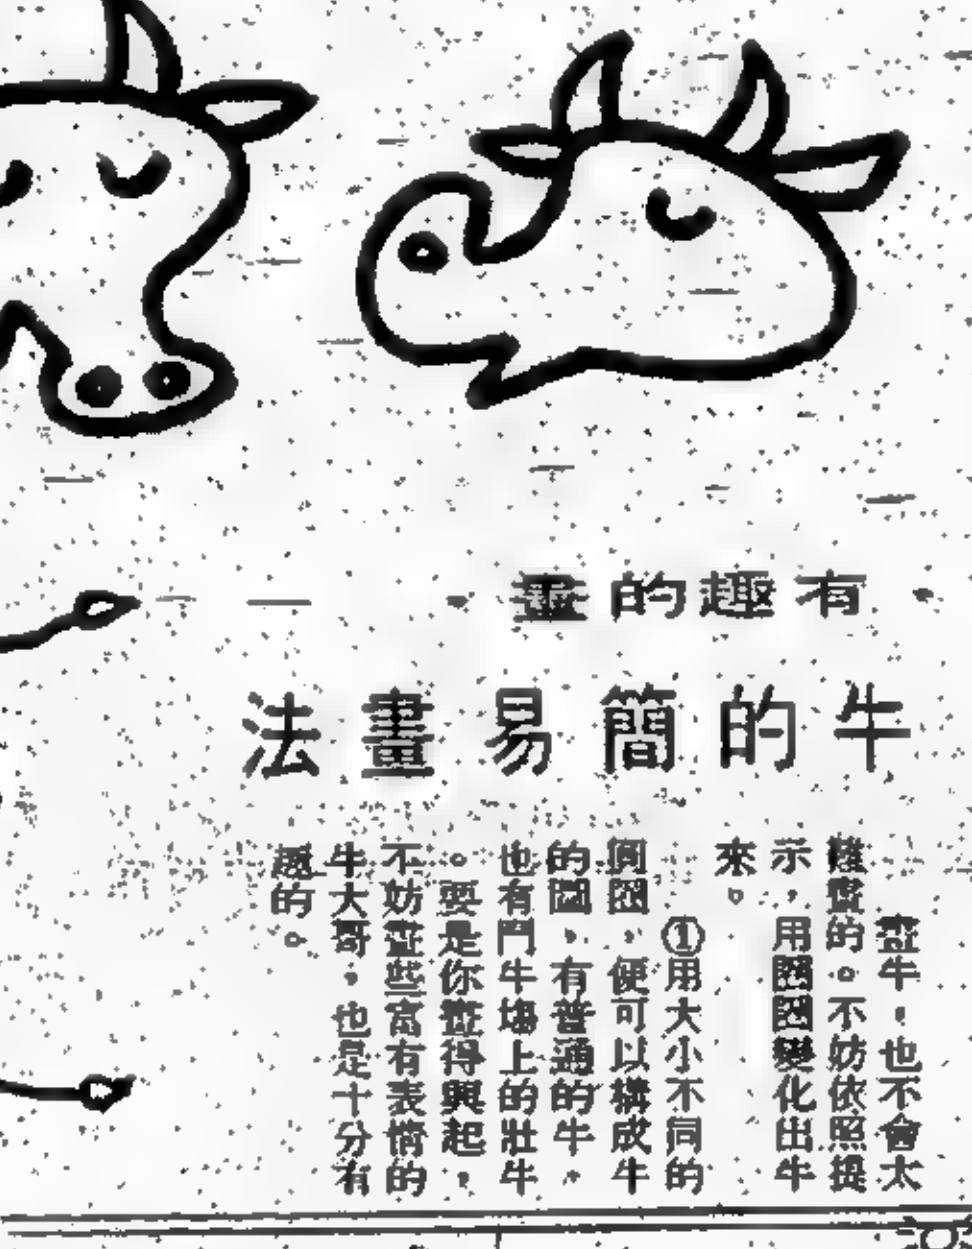 有趣的畫
牛的簡易畫法
畫牛，也不會太
難畫的。不妨依照提
示，用圈圈變化出牛
來。
①用大小不同的
個圈，便可以構成牛
的圖，有普通的牛，
也有鬥牛場上的壯牛
。要是你畫得興起，
不妨畫些富有表情的
牛大哥，也是十分有
趣的。